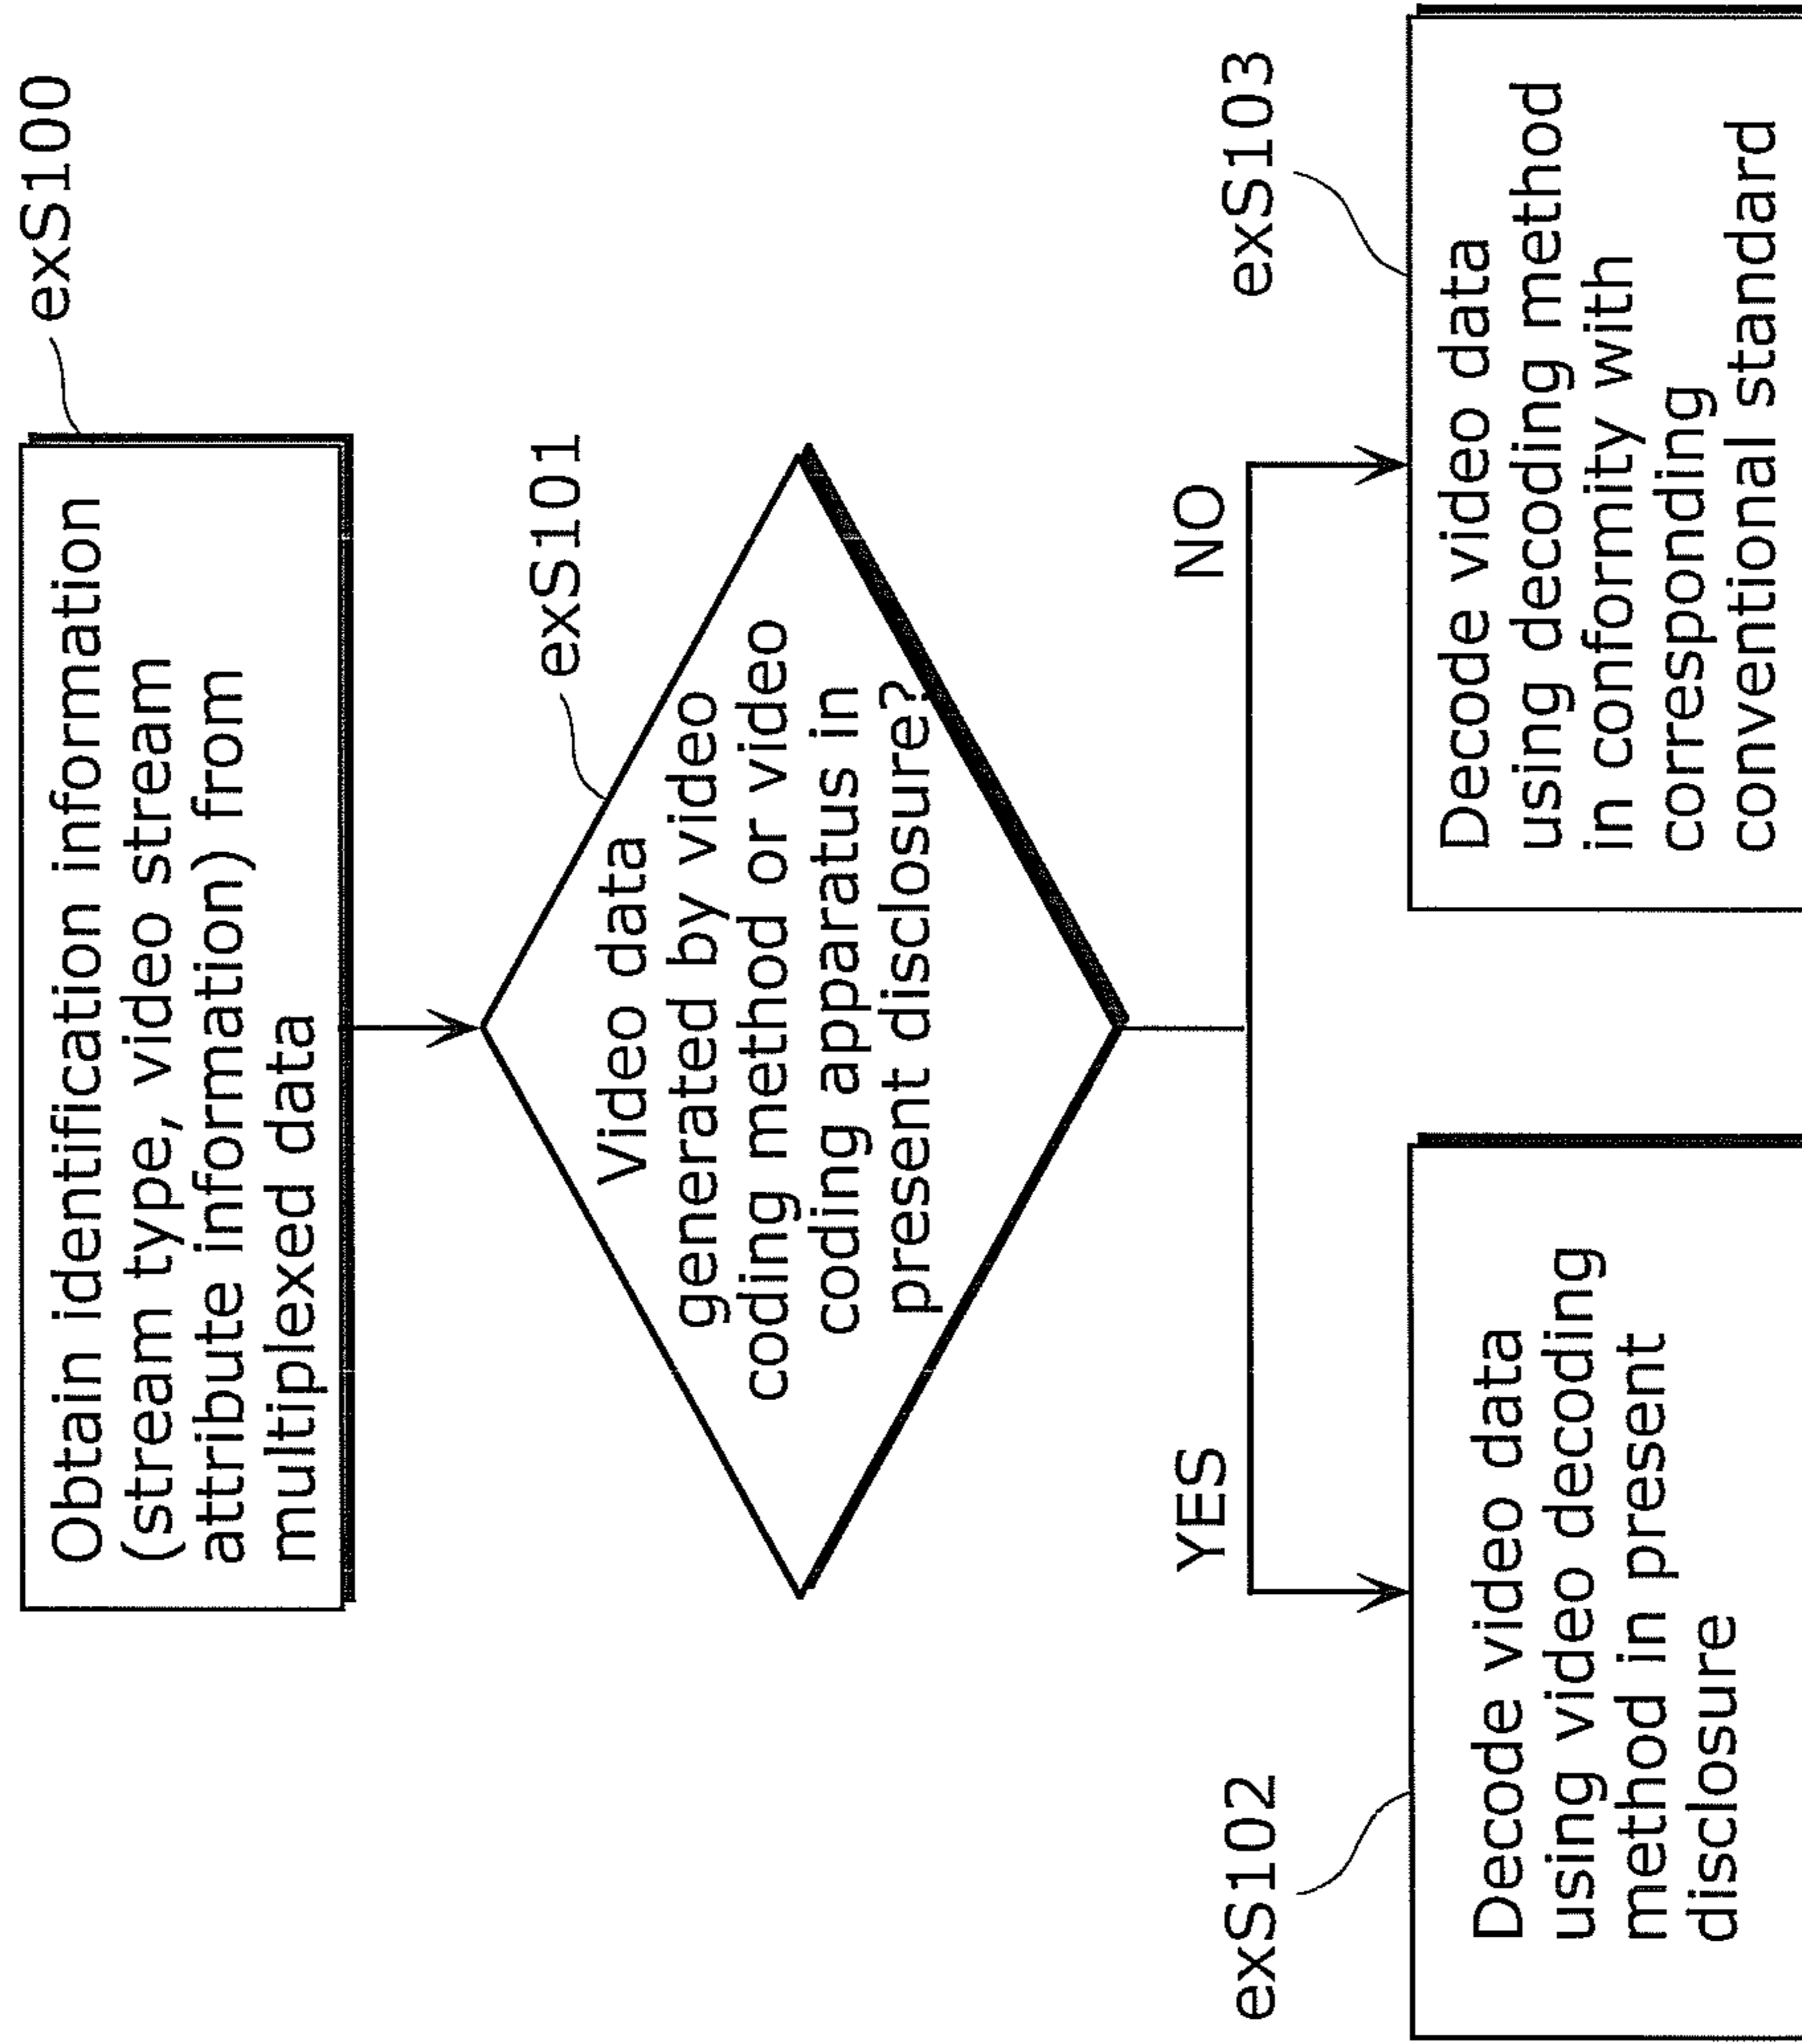 exS100
Obtain identification information
(stream type, video stream
attribute information) from
multiplexed data
exS101
Video data
generated by video
coding method or video
coding apparatus in
present disclosure?
YES
NO
exS102
Decode video data
using video decoding
method in present
disclosure
exS103
Decode video data
using decoding method
in conformity with
corresponding
conventional standard